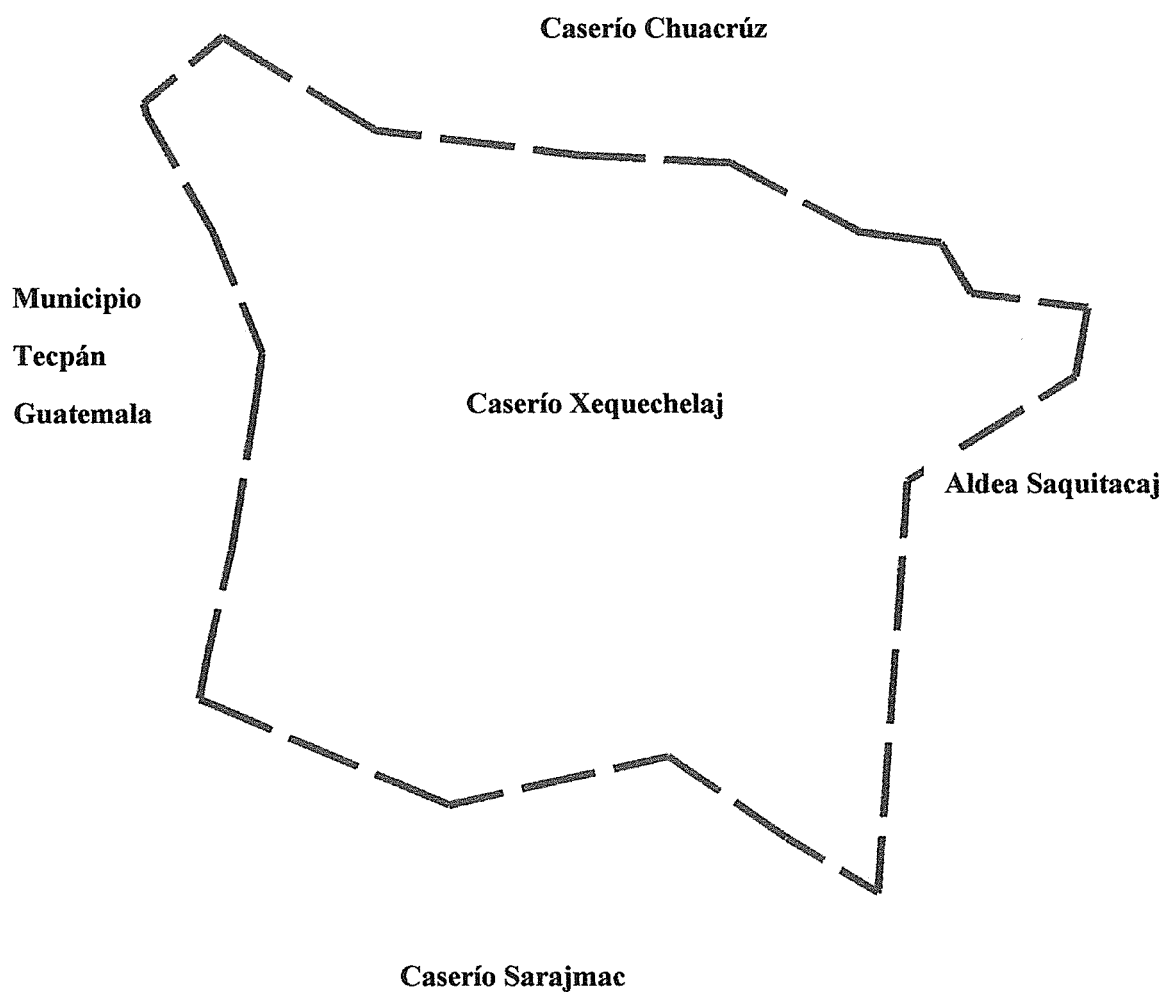 Caserío Chuacrúz
Municipio
Tecpán
Guatemala
Caserío Xequechelaj
Aldea Saquitacaj
Caserío Sarajmac